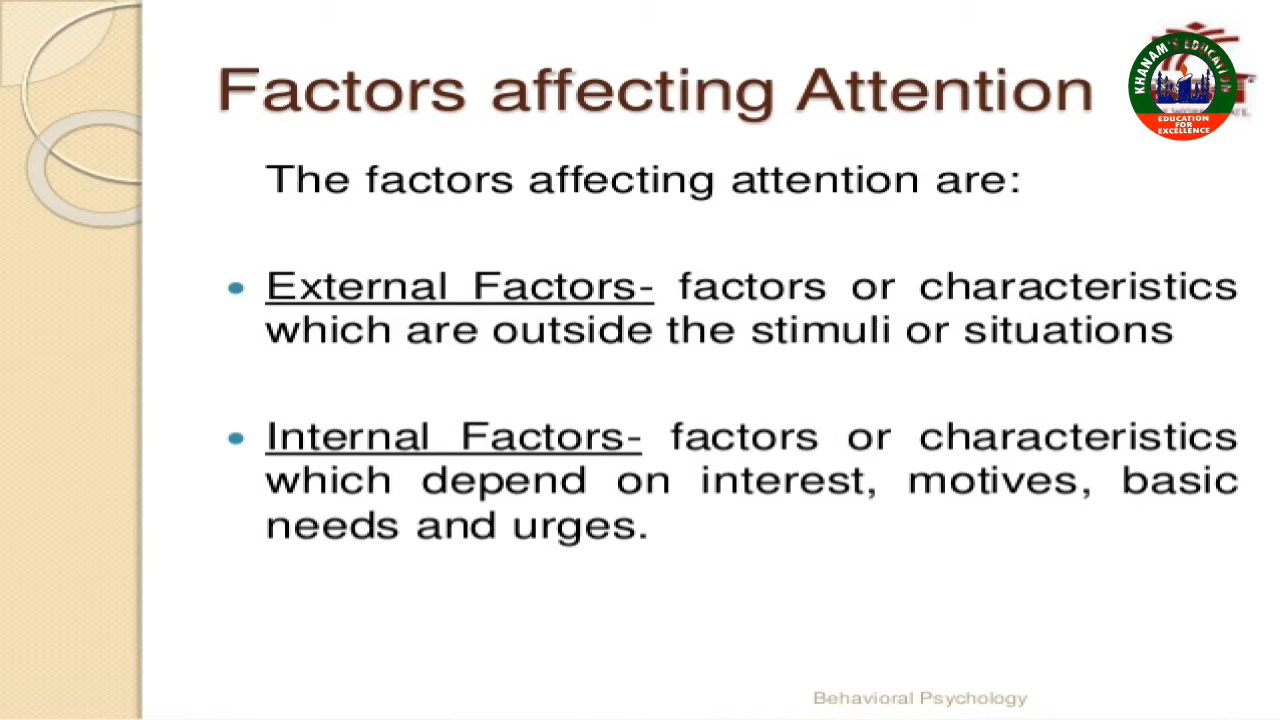 Factors affecting Attention
KHANAM'S EDUCATION
EDUCATION
FOR
EXCELLENCE
The factors affecting attention are:
• External Factors- factors or characteristics
which are outside the stimuli or situations
• Internal Factors- factors or characteristics
which depend on interest, motives, basic
needs and urges.
Behavioral Psychology